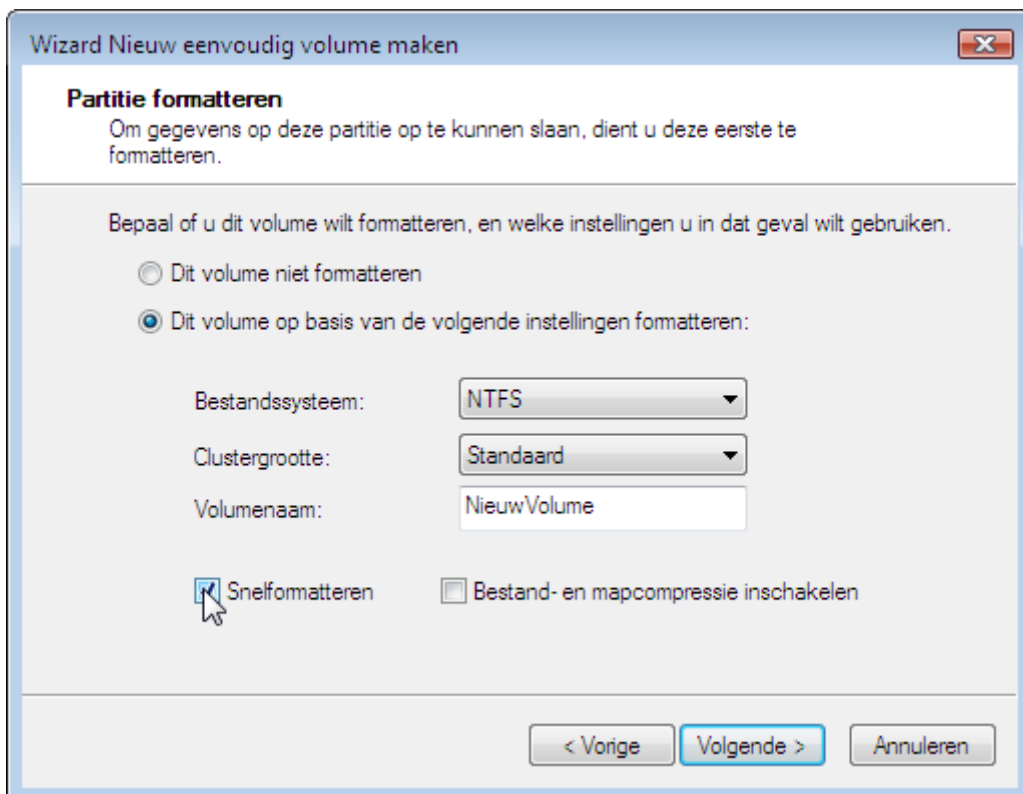 Wizard Nieuw eenvoudig volume maken
Partitie formatteren
Om gegevens op deze partitie op te kunnen slaan, dient u deze eerste te
formatteren.
Bepaal of u dit volume wilt formatteren, en welke instellingen u in dat geval wilt gebruiken.
Dit volume niet formatteren
Dit volume op basis van de volgende instellingen formatteren:
Bestandssysteem: NTFS
Clustergrootte: Standaard
Volumenaam: NieuwVolume
Snelformatteren Bestand- en mapcompressie inschakelen
< Vorige Volgende > Annuleren